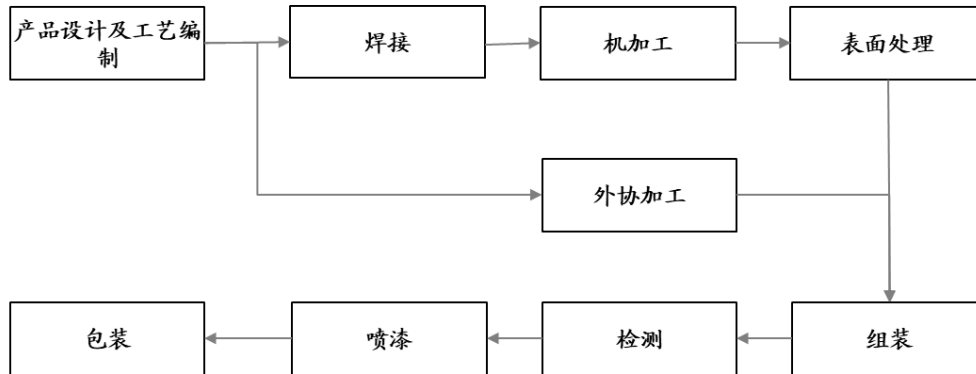 产品设计及工艺编
制
焊接
机加工
表面处理
外协加工
包装
喷漆
检测
组装